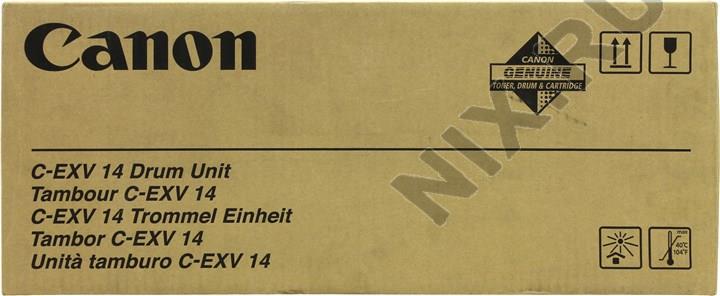 Canon
CANON
GENUINE
TONER, DRUM & CARTRIDGE
C-EXV 14 Drum Unit
Tambour C-EXV 14
C-EXV 14 Trommel Einheit
Tambor C-EXV 14
Unità tamburo C-EXV 14
max
40°C
104°F
NIX.RU